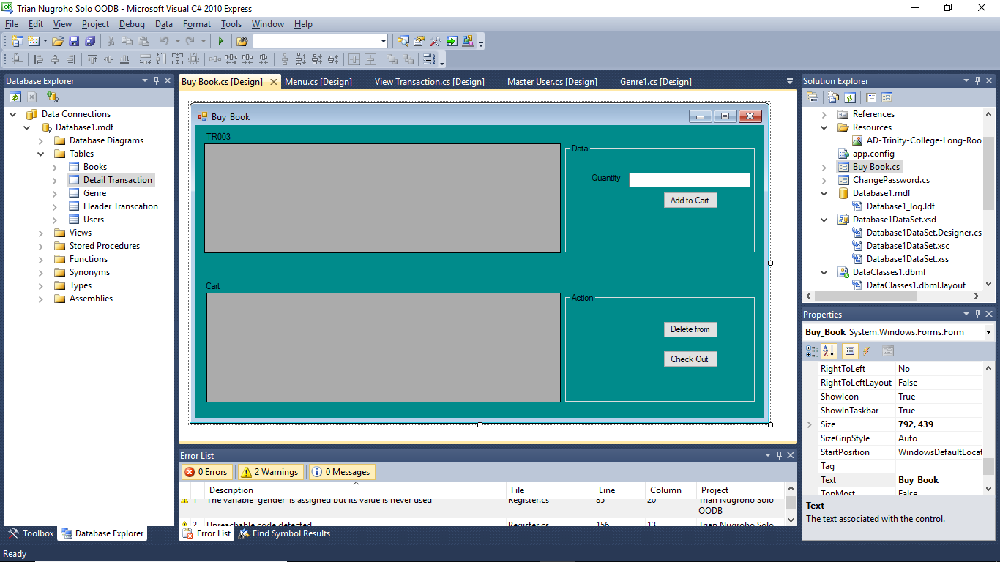 Trian Nugroho Solo OODB - Microsoft Visual C# 2010 Express
File Edit View Project Debug Data Format Tools Window Help
Database Explorer
Data Connections
Database1.mdf
Database Diagrams
Tables
Books
Detail Transaction
Genre
Header Transcation
Users
Views
Stored Procedures
Functions
Synonyms
Types
Assemblies
Toolbox Database Explorer
Buy Book.cs [Design] Menu.cs [Design] View Transaction.cs [Design] Master User.cs [Design] Genre1.cs [Design]
Buy_Book
TR003
Data
Quantity
Add to Cart
Cart
Action
Delete from
Check Out
Error List
0 Errors 2 Warnings 0 Messages
Description File Line Column Project
1 The variable 'gender' is assigned but its value is never used Register.cs 85 20 Trian Nugroho Solo
OODB
2 Unreachable code detected Register.cs 156 13 Trian Nugroho Solo
Error List Find Symbol Results
Solution Explorer
References
Resources
AD-Trinity-College-Long-Roo
app.config
Buy Book.cs
ChangePassword.cs
Database1.mdf
Database1_log.ldf
Database1DataSet.xsd
Database1DataSet.Designer.cs
Database1DataSet.xsc
Database1DataSet.xss
DataClasses1.dbml
DataClasses1.dbml.layout
Properties
Buy_Book System.Windows.Forms.Form
RightToLeft No
RightToLeftLayout False
ShowIcon True
ShowInTaskbar True
Size 792, 439
SizeGripStyle Auto
StartPosition WindowsDefaultLocat
Tag
Text Buy_Book
TopMost False
Text
The text associated with the control.
Ready